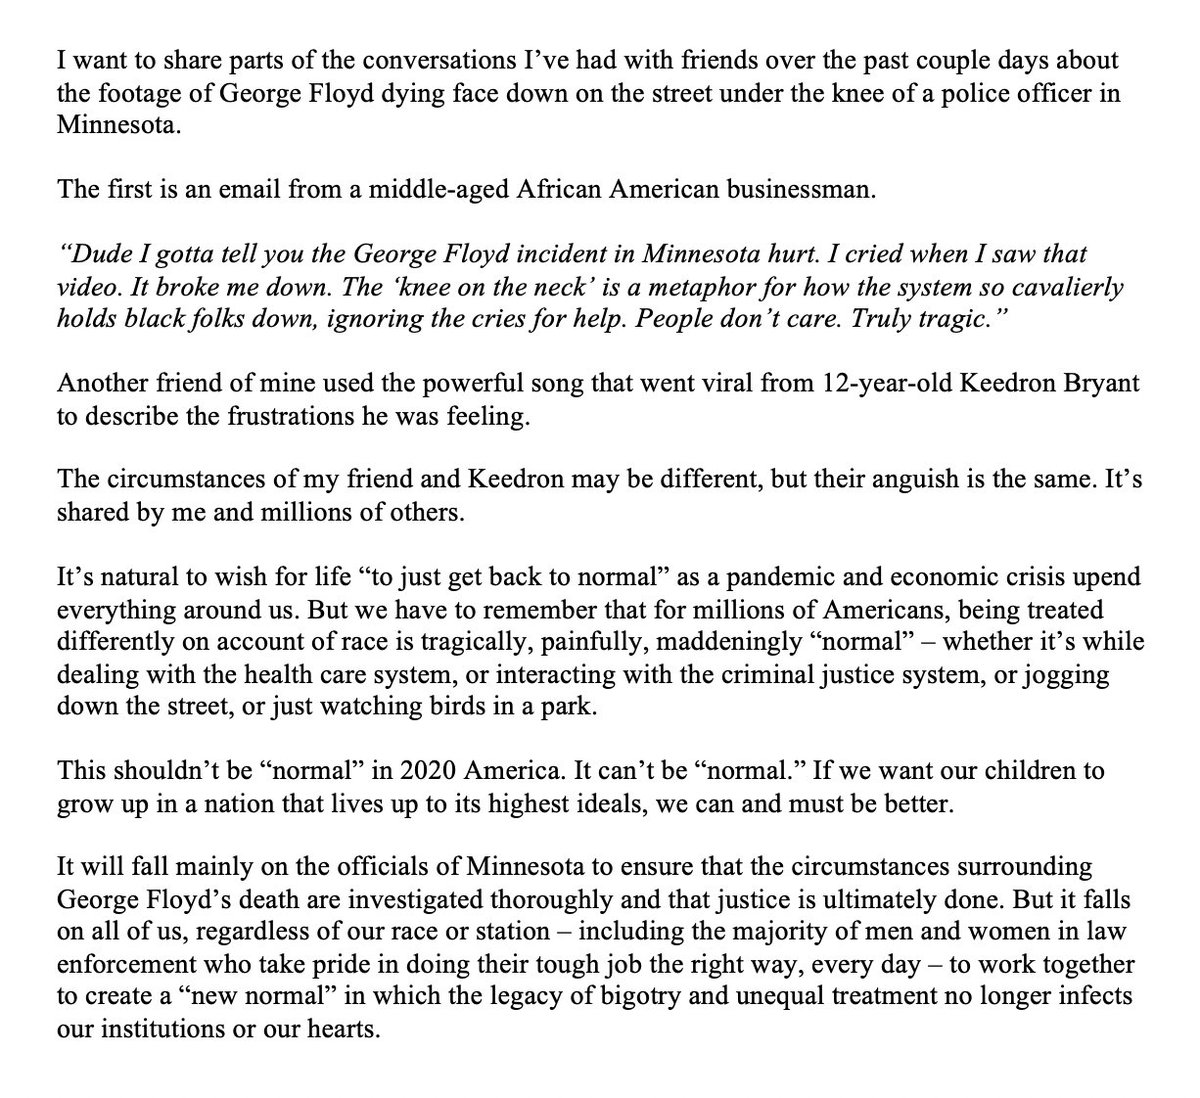 I want to share parts of the conversations I’ve had with friends over the past couple days about
the footage of George Floyd dying face down on the street under the knee of a police officer in
Minnesota.
The first is an email from a middle-aged African American businessman.
“Dude I gotta tell you the George Floyd incident in Minnesota hurt. I cried when I saw that
video. It broke me down. The ‘knee on the neck’ is a metaphor for how the system so cavalierly
holds black folks down, ignoring the cries for help. People don’t care. Truly tragic.”
Another friend of mine used the powerful song that went viral from 12-year-old Keedron Bryant
to describe the frustrations he was feeling.
The circumstances of my friend and Keedron may be different, but their anguish is the same. It’s
shared by me and millions of others.
It’s natural to wish for life “to just get back to normal” as a pandemic and economic crisis upend
everything around us. But we have to remember that for millions of Americans, being treated
differently on account of race is tragically, painfully, maddeningly “normal” – whether it’s while
dealing with the health care system, or interacting with the criminal justice system, or jogging
down the street, or just watching birds in a park.
This shouldn’t be “normal” in 2020 America. It can’t be “normal.” If we want our children to
grow up in a nation that lives up to its highest ideals, we can and must be better.
It will fall mainly on the officials of Minnesota to ensure that the circumstances surrounding
George Floyd’s death are investigated thoroughly and that justice is ultimately done. But it falls
on all of us, regardless of our race or station – including the majority of men and women in law
enforcement who take pride in doing their tough job the right way, every day – to work together
to create a “new normal” in which the legacy of bigotry and unequal treatment no longer infects
our institutions or our hearts.